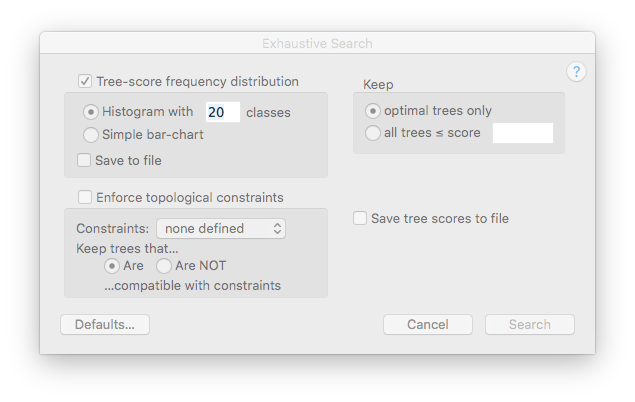 Exhaustive Search
?
Tree-score frequency distribution
Histogram with 20 classes
Simple bar-chart
Save to file
Keep
optimal trees only
all trees ≤ score
Enforce topological constraints
Constraints: none defined
Keep trees that...
Are Are NOT
...compatible with constraints
Save tree scores to file
Defaults... Cancel Search